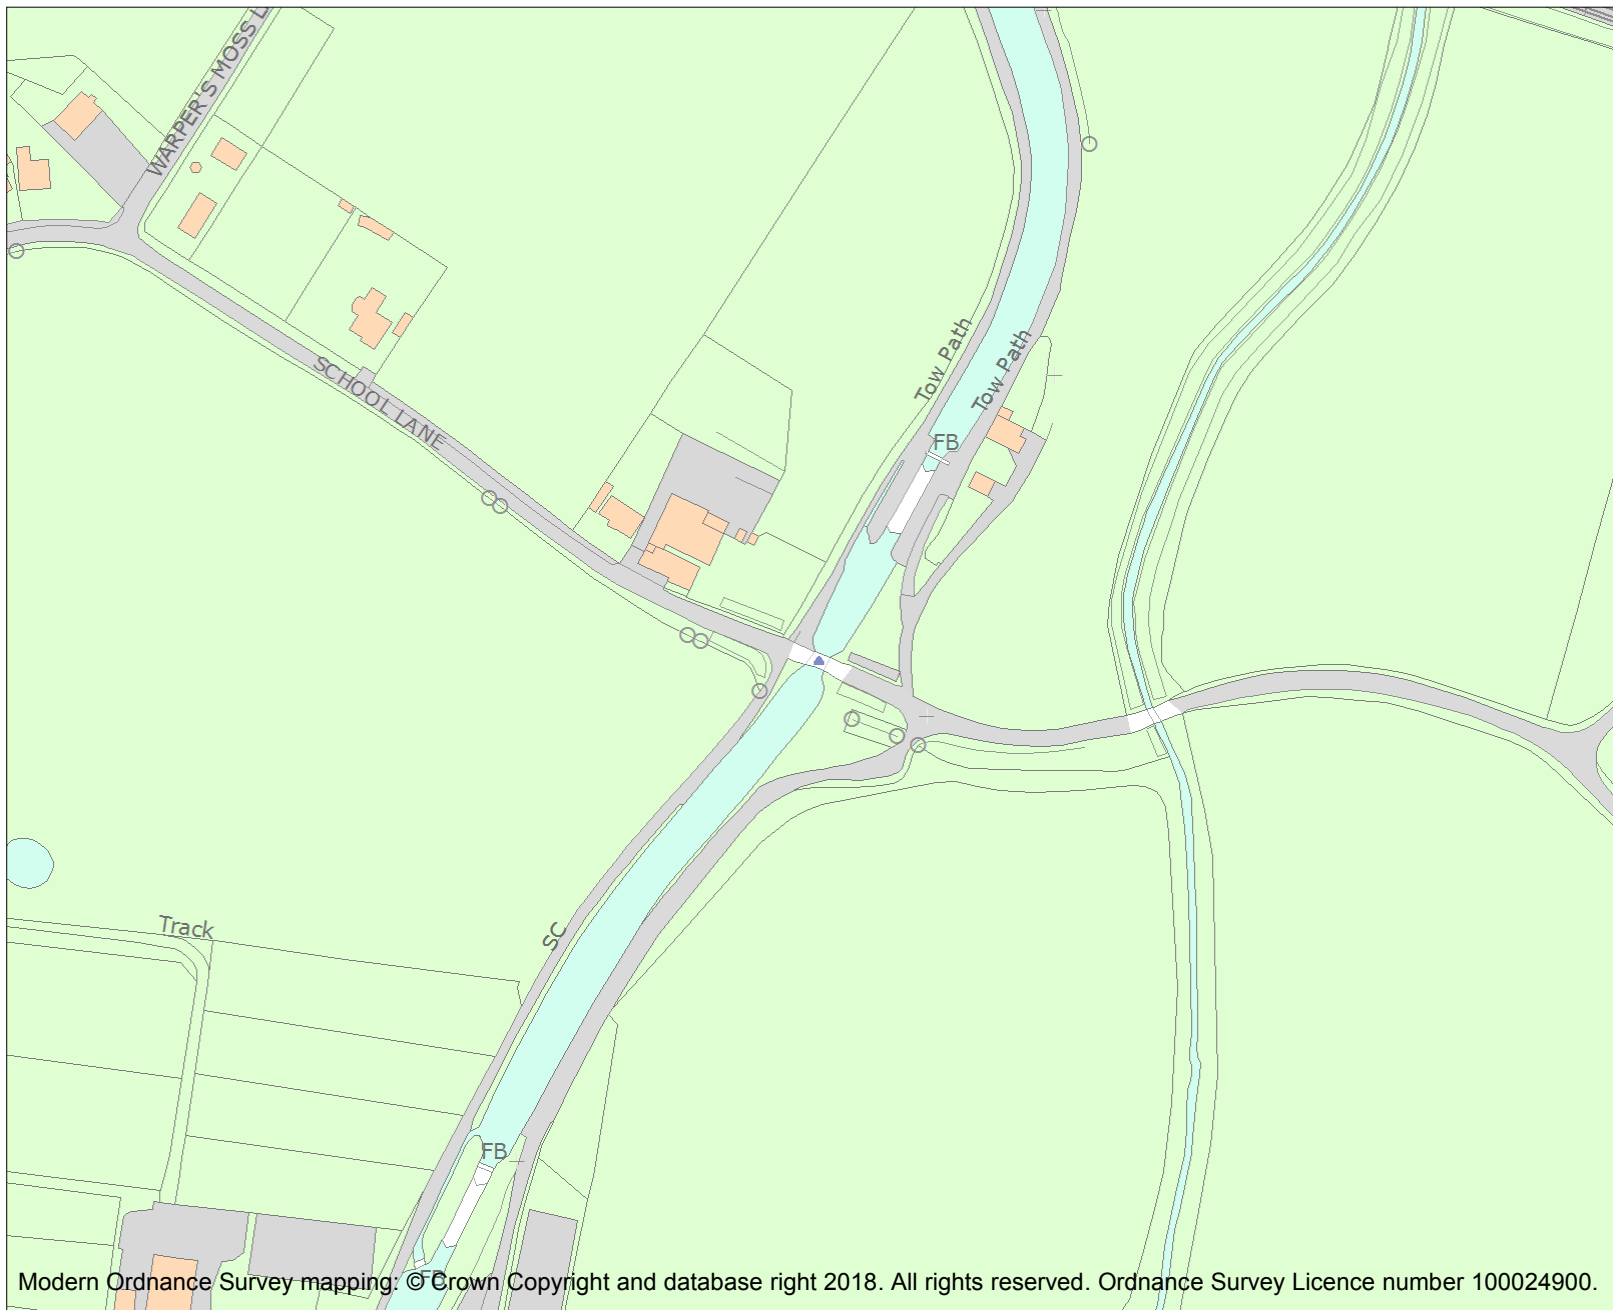 WARPER'S MOSS L
SCHOOL LANE
Tow Path
Tow Path
FB
Track
SC
FB
FB
Modern Ordnance Survey mapping: © Crown Copyright and database right 2018. All rights reserved. Ordnance Survey Licence number 100024900.